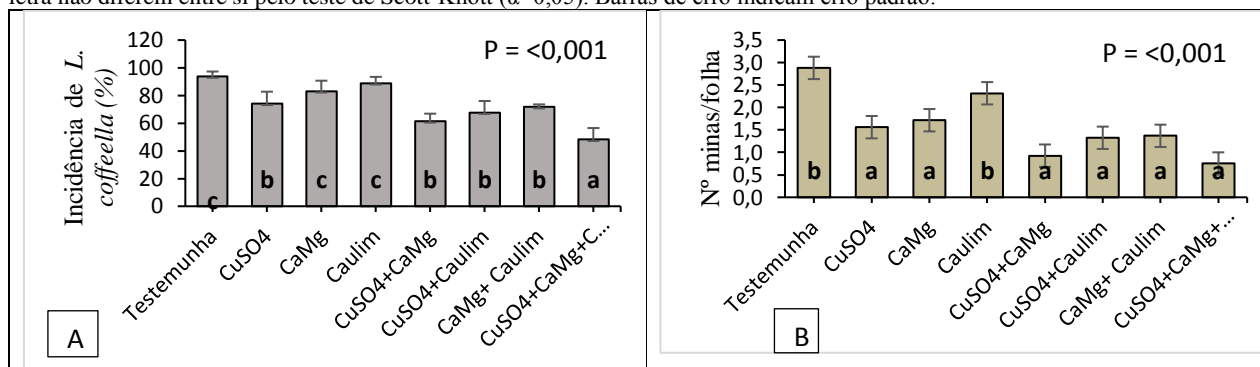 letra não diferem entre si pelo teste de Scott-Knott (α=0,05). Barras de erro indicam erro padrão.
Incidência de L.
coffeella (%)
120
100
80
60
40
20
0
P = <0,001
c
b
c
c
b
b
b
a
Testemunha
CuSO4
CaMg
Caulim
CuSO4+CaMg
CuSO4+Caulim
CaMg+ Caulim
CuSO4+CaMg+C...
A
Nº minas/folha
3,5
3,0
2,5
2,0
1,5
1,0
0,5
0,0
P = <0,001
b
a
a
b
a
a
a
a
Testemunha
CuSO4
CaMg
Caulim
CuSO4+CaMg
CuSO4+Caulim
CaMg+ Caulim
CuSO4+CaMg+...
B